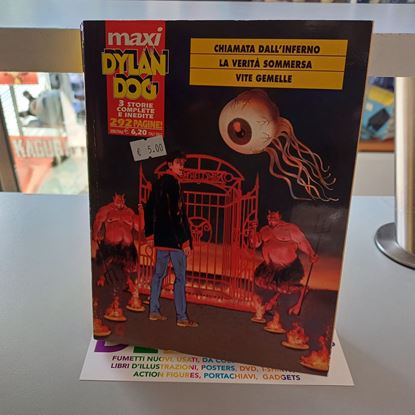 maxi
DYLAN
DOG
3 STORIE
COMPLETE
E INEDITE
292 PAGINE!
€ 6,20
€ 5.00
CHIAMATA DALL'INFERNO
LA VERITÀ SOMMERSA
VITE GEMELLE
FUMETTI NUOVI, USATI, DA
LIBRI D'ILLUSTRAZIONI, POSTERS, DVD,
ACTION FIGURES, PORTACHIAVI, GADGETS